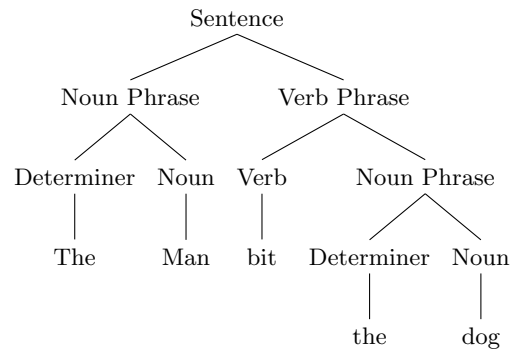 Sentence
Noun Phrase Verb Phrase
Determiner Noun Verb Noun Phrase
The Man bit Determiner Noun
the dog